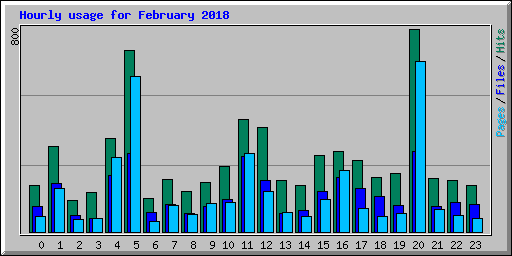 Hourly usage for February 2018
800
Pages / Files / Hits
0 1 2 3 4 5 6 7 8 9 10 11 12 13 14 15 16 17 18 19 20 21 22 23